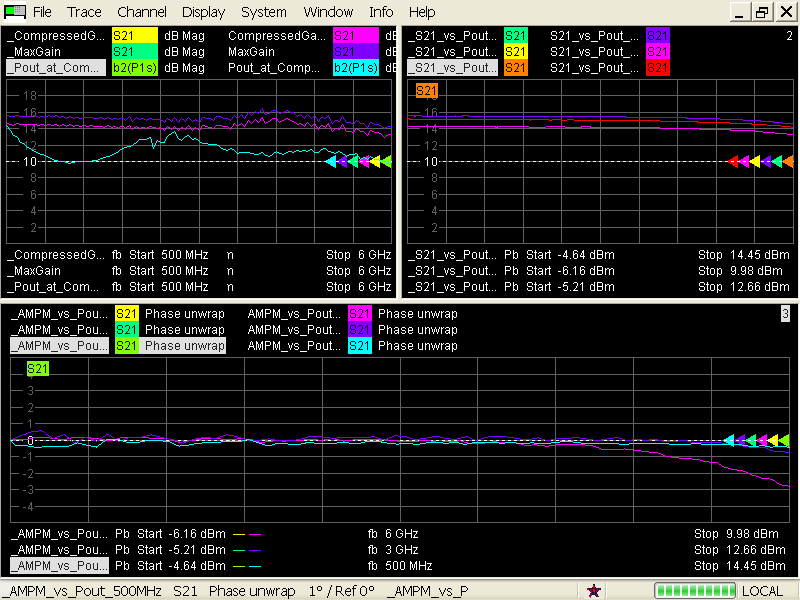 File Trace Channel Display System Window Info Help
_CompressedG... S21 dB Mag CompressedGa... S21 dB
_MaxGain S21 dB Mag MaxGain S21 dB
_Pout_at_Com... b2(P1s) dB Mag Pout_at_Comp... b2(P1s) dB
18
16
14
12
10
8
6
4
2
_CompressedG... fb Start 500 MHz n Stop 6 GHz
_MaxGain fb Start 500 MHz n Stop 6 GHz
_Pout_at_Com... fb Start 500 MHz n Stop 6 GHz
_S21_vs_Pout... S21 _S21_vs_Pout_... S21 2
_S21_vs_Pout... S21 _S21_vs_Pout_... S21
_S21_vs_Pout... S21 _S21_vs_Pout_... S21
S21
18
16
14
12
10
8
6
4
2
_S21_vs_Pout... Pb Start -4.64 dBm Stop 14.45 dBm
_S21_vs_Pout... Pb Start -6.16 dBm Stop 9.98 dBm
_S21_vs_Pout... Pb Start -5.21 dBm Stop 12.66 dBm
_AMPM_vs_Pou... S21 Phase unwrap AMPM_vs_Pout... S21 Phase unwrap 3
_AMPM_vs_Pou... S21 Phase unwrap AMPM_vs_Pout... S21 Phase unwrap
_AMPM_vs_Pou... S21 Phase unwrap AMPM_vs_Pout... S21 Phase unwrap
S21
4
3
2
1
0
-1
-2
-3
-4
_AMPM_vs_Pou... Pb Start -6.16 dBm fb 6 GHz Stop 9.98 dBm
_AMPM_vs_Pou... Pb Start -5.21 dBm fb 3 GHz Stop 12.66 dBm
_AMPM_vs_Pou... Pb Start -4.64 dBm fb 500 MHz Stop 14.45 dBm
_AMPM_vs_Pout_500MHz S21 Phase unwrap 1° / Ref 0° _AMPM_vs_P LOCAL